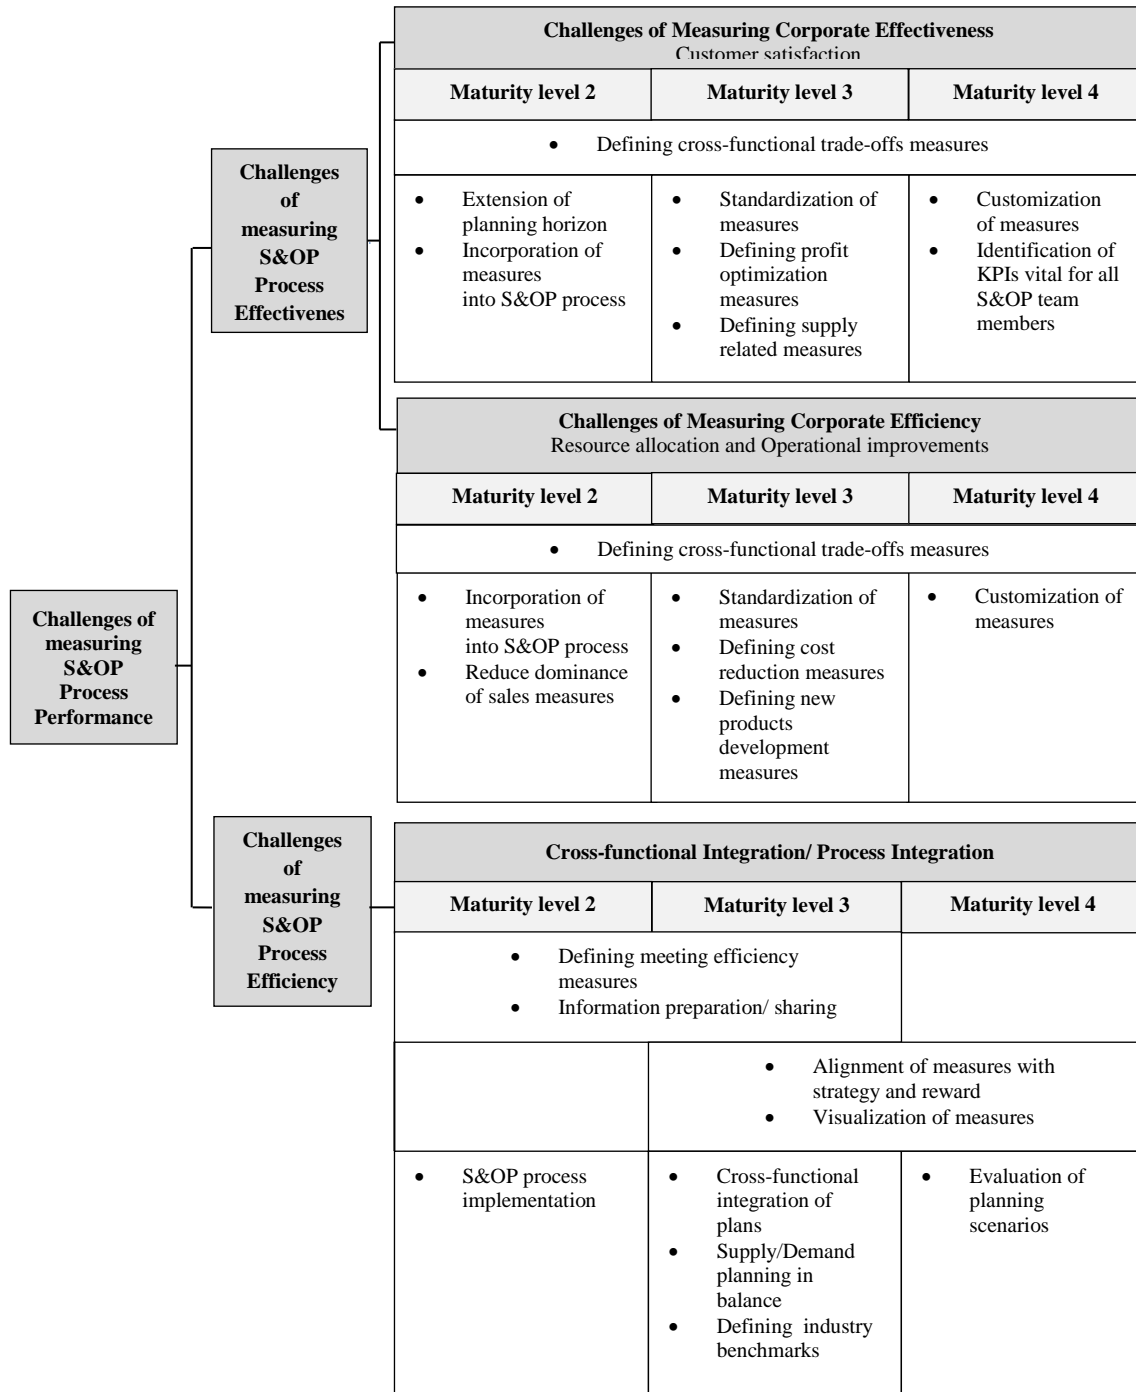 Challenges of Measuring Corporate Effectiveness
Customer satisfaction
Maturity level 2
Maturity level 3
Maturity level 4
• Defining cross-functional trade-offs measures
• Extension of
planning horizon
• Incorporation of
measures
into S&OP process
• Standardization of
measures
• Defining profit
optimization
measures
• Defining supply
related measures
• Customization
of measures
• Identification of
KPIs vital for all
S&OP team
members
Challenges
of
measuring
S&OP
Process
Effectivenes
Challenges of Measuring Corporate Efficiency
Resource allocation and Operational improvements
Maturity level 2
Maturity level 3
Maturity level 4
• Defining cross-functional trade-offs measures
• Incorporation of
measures
into S&OP process
• Reduce dominance
of sales measures
• Standardization of
measures
• Defining cost
reduction measures
• Defining new
products
development
measures
• Customization of
measures
Challenges of
measuring
S&OP
Process
Performance
Challenges
of
measuring
S&OP
Process
Efficiency
Cross-functional Integration/ Process Integration
Maturity level 2
Maturity level 3
Maturity level 4
• Defining meeting efficiency
measures
• Information preparation/ sharing
• Alignment of measures with
strategy and reward
• Visualization of measures
• S&OP process
implementation
• Cross-functional
integration of
plans
• Supply/Demand
planning in
balance
• Defining industry
benchmarks
• Evaluation of
planning
scenarios